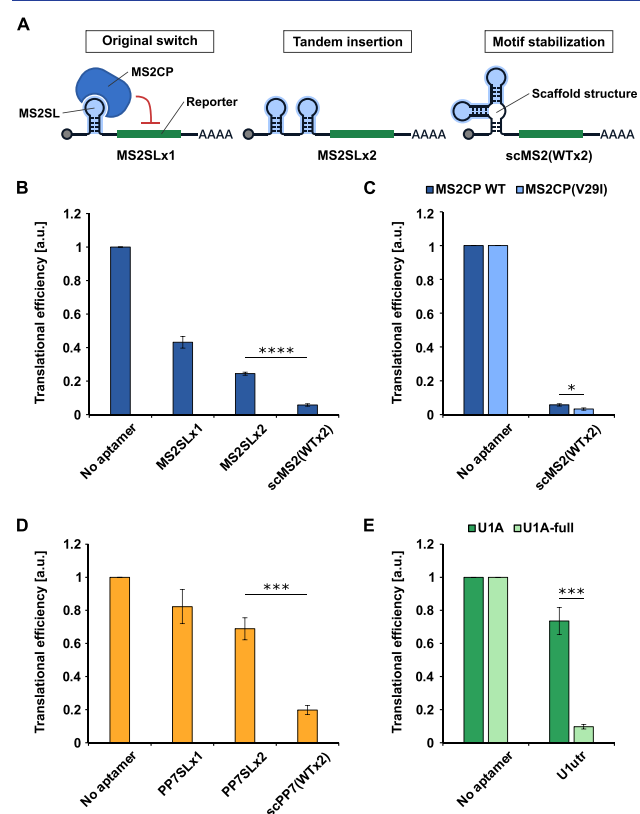 A
Original switch
Tandem insertion
Motif stabilization
MS2CP
MS2SL
Reporter
Scaffold structure
AAAA
AAAA
AAAA
MS2SLx1
MS2SLx2
scMS2(WTx2)
B
Translational efficiency [a.u.]
1.2
1
0.8
0.6
0.4
0.2
0
****
No aptamer
MS2SLx1
MS2SLx2
scMS2(WTx2)
C
MS2CP WT
MS2CP(V29I)
Translational efficiency [a.u.]
1.2
1
0.8
0.6
0.4
0.2
0
*
No aptamer
scMS2(WTx2)
D
Translational efficiency [a.u.]
1.2
1
0.8
0.6
0.4
0.2
0
***
No aptamer
PP7SLx1
PP7SLx2
scPP7(WTx2)
E
U1A
U1A-full
Translational efficiency [a.u.]
1.2
1
0.8
0.6
0.4
0.2
0
***
No aptamer
U1utr